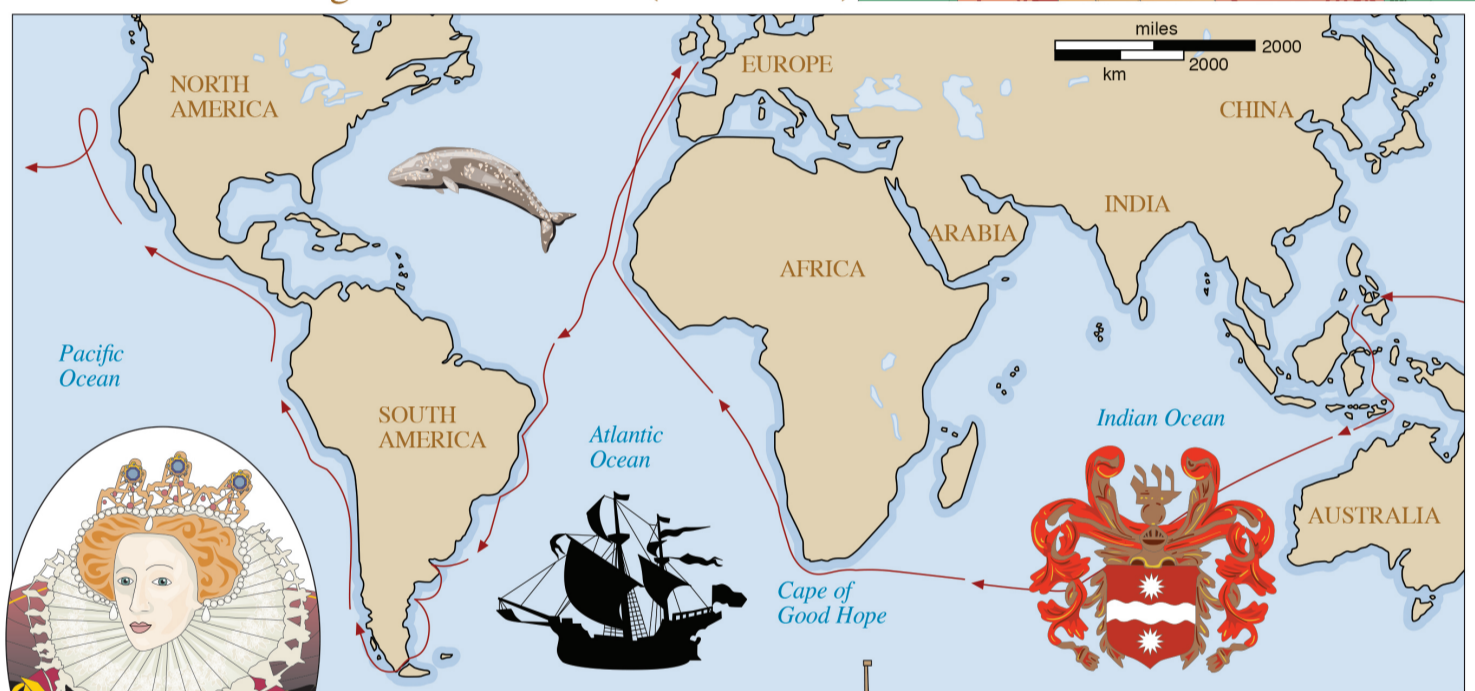 NORTH
AMERICA
EUROPE
miles
2000
km
2000
CHINA
INDIA
ARABIA
AFRICA
Pacific
Ocean
SOUTH
AMERICA
Atlantic
Ocean
Indian Ocean
AUSTRALIA
Cape of
Good Hope